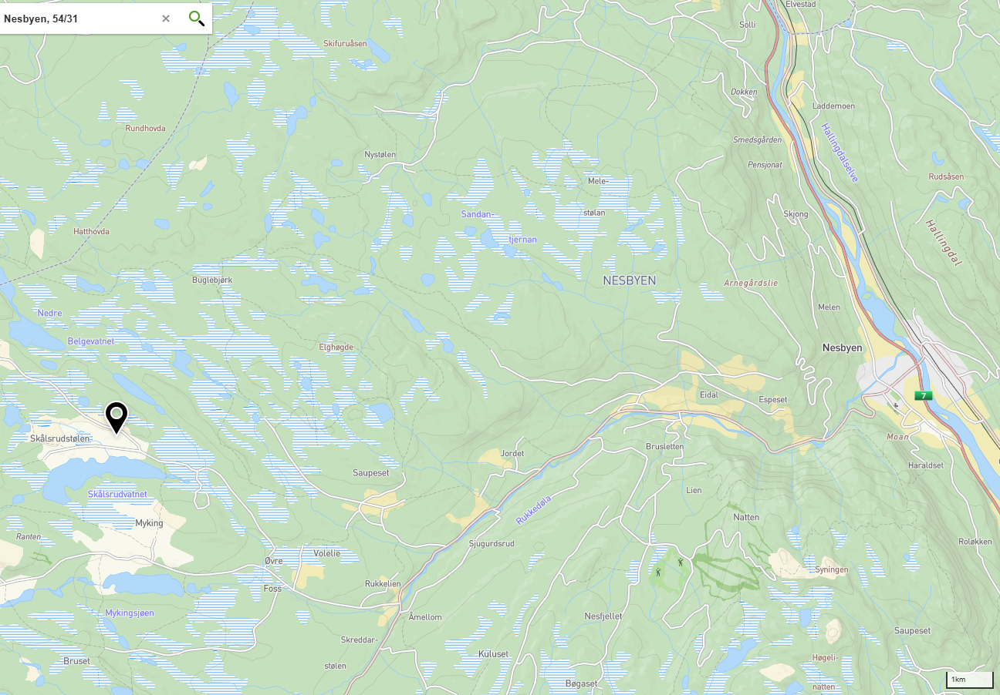 Nesbyen, 54/31
Elvestad
Solli
Skifuruåsen
Dokken
Laddemoen
Rundhovda
Smedsgården
Hallingdalselve
Nystølen
Pensjonat
Rudsåsen
Mele-
stølan
Sandan-
tjernan
Skjong
Hatthovda
Hallingdal
Buglebjørk
NESBYEN
Arnegårdslie
Nedre
Belgevatnet
Melen
Elghøgde
Nesbyen
7
Eidal
Espeset
Skålsrudstølen
Moan
Brusletten
Jordet
Haraldset
Saupeset
Skålsrudvatnet
Lien
Rukkedøla
Natten
Myking
Ranten
Sjugurdsrud
Roløkken
Volelie
Øvre
Foss
Syningen
Rukkelien
Mykingsjøen
Åmellom
Nesfjellet
Skreddar-
stølen
Saupeset
Kuluset
Bruset
Høgeli-
natten
Bøgaset
1km